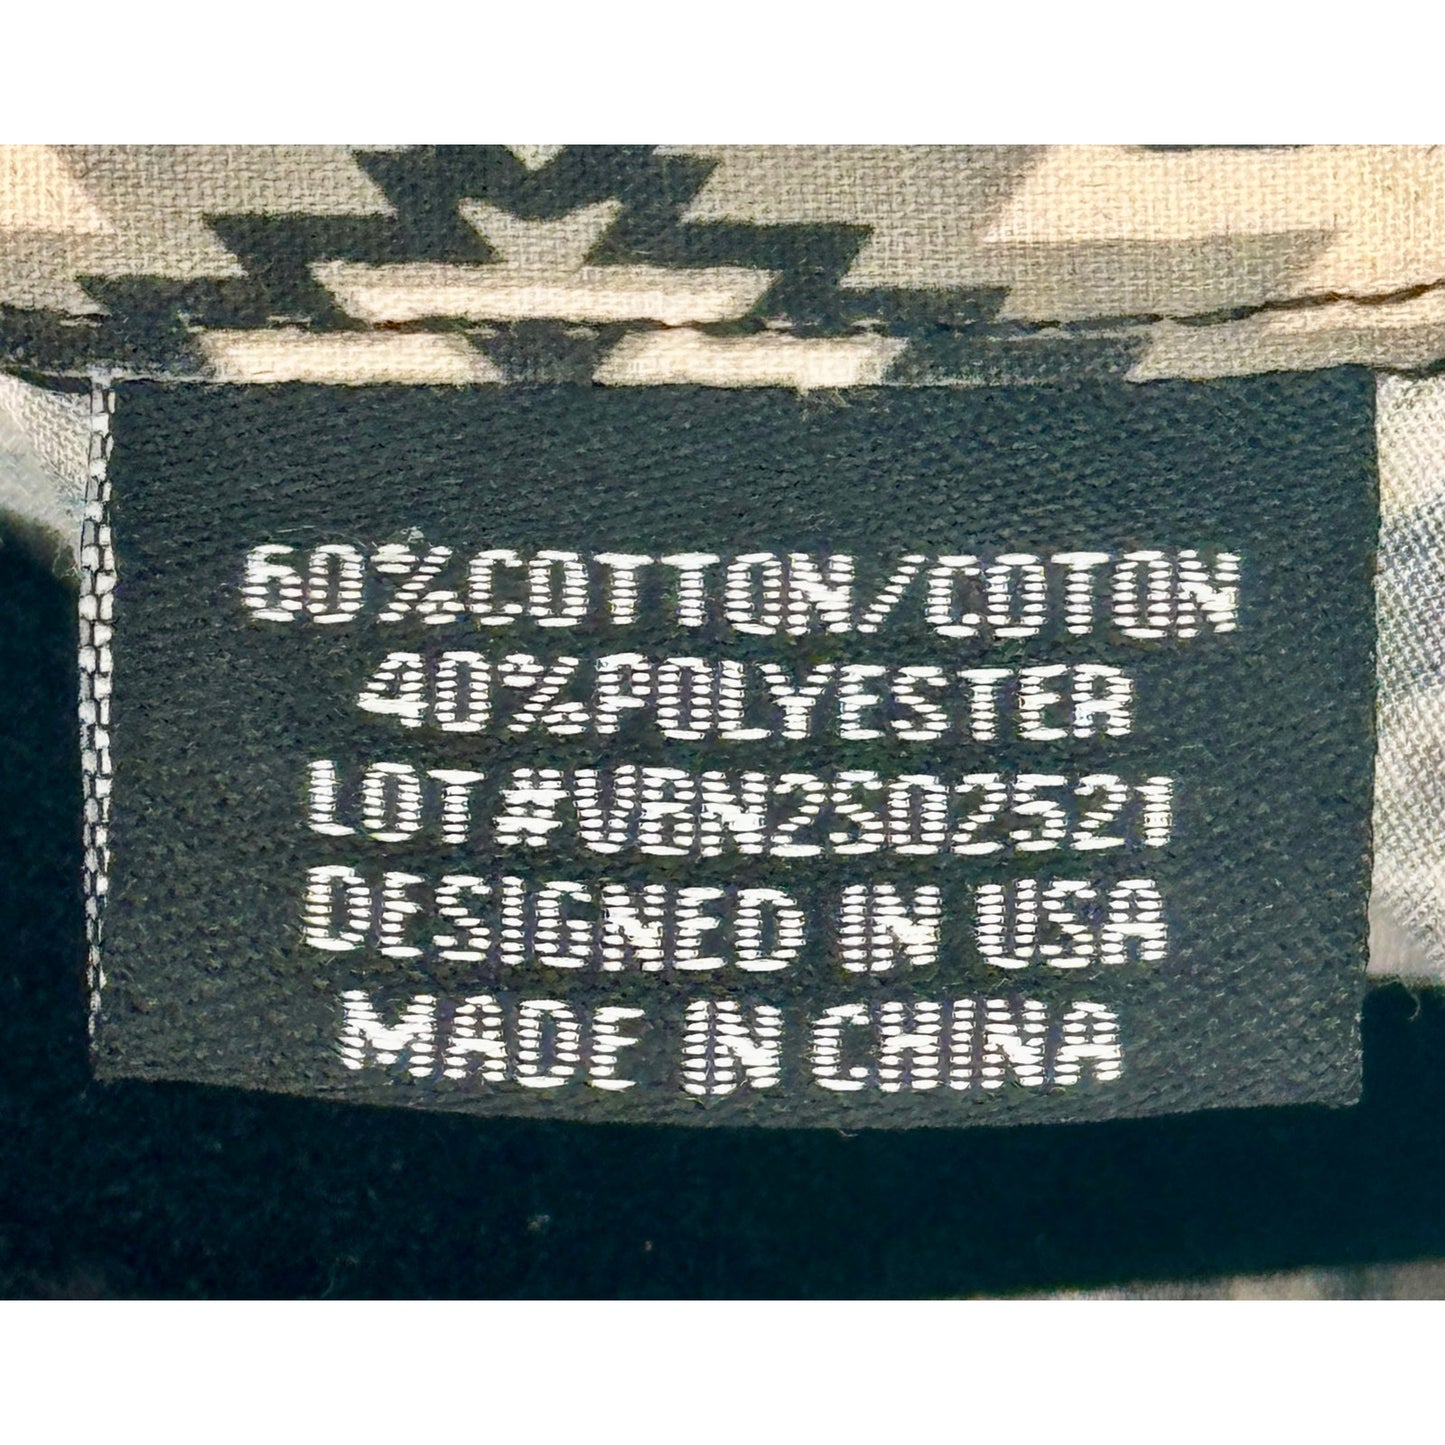 60%COTTON/COTON
40%POLYESTER
LOT#VBN2S02521
DESIGNED IN USA
MADE IN CHINA